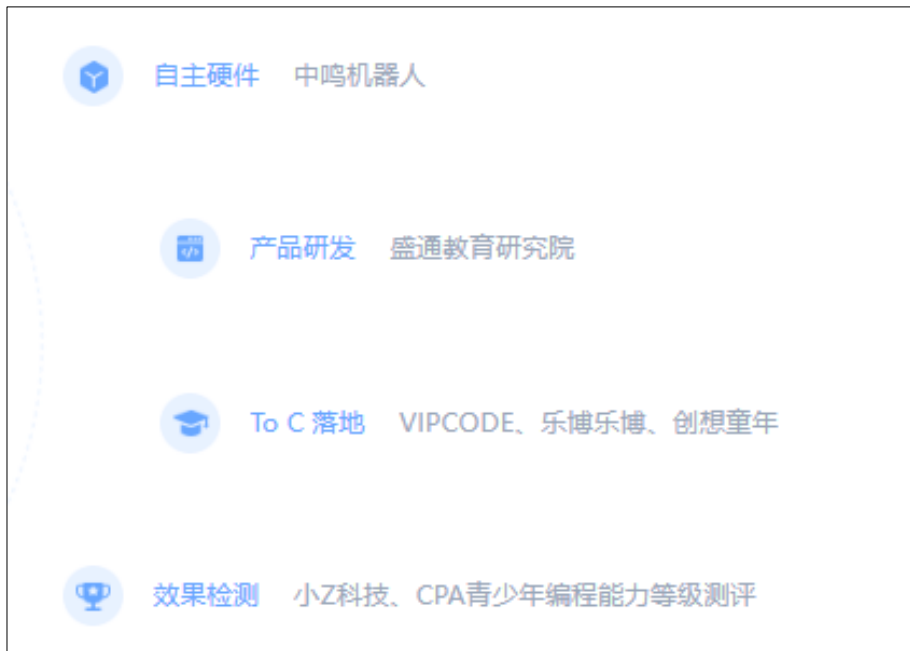 自主硬件 中鸣机器人
产品研发 盛通教育研究院
To C 落地 VIPCODE、乐博乐博、创想童年
效果检测 小Z科技、CPA青少年编程能力等级测评